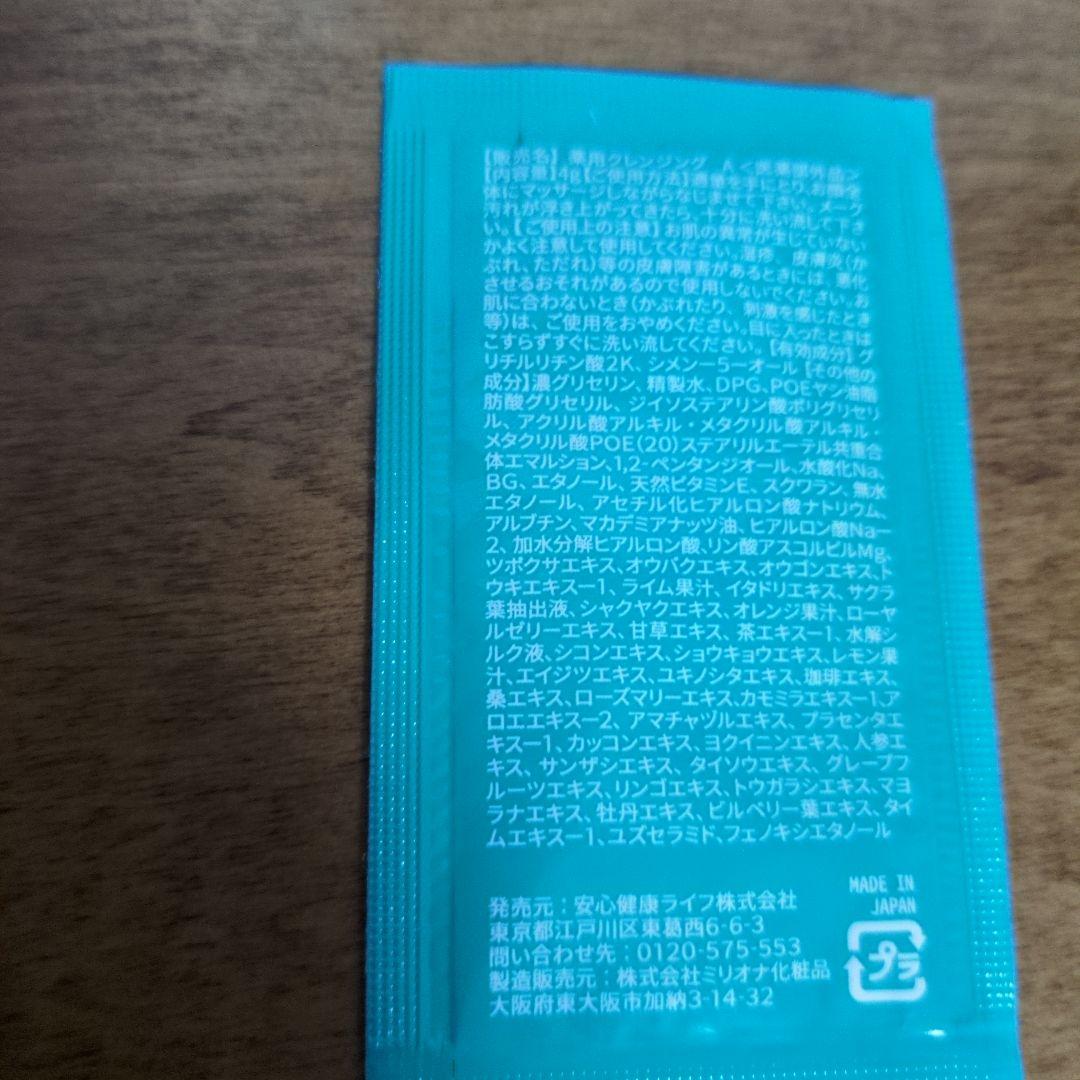 【販売名】 薬用クレンジング A<医薬部外品>
【内容量】4g【ご使用方法】適量を手にとり、お顔全
体にマッサージしながらなじませて下さい。メーク
汚れが浮き上がってきたら、十分に洗い流して下さ
い。【ご使用上の注意】お肌の異常が生じていない
かよく注意して使用してください。湿疹、皮膚炎(か
ぶれ、ただれ)等の皮膚障害があるときには、悪化
させるおそれがあるので使用しないでください。お
肌に合わないとき(かぶれたり、刺激を感じたとき
等)は、ご使用をおやめください。目に入ったときは
こすらずすぐに洗い流してください。【有効成分】グ
リチルリチン酸2K、シメン-5-オール【その他の
成分】濃グリセリン、精製水、DPG、POEヤシ油脂
肪酸グリセリル、ジイソステアリン酸ポリグリセリ
ル、アクリル酸アルキル・メタクリル酸アルキル・
メタクリル酸POE(20)ステアリルエーテル共重合
体エマルション、1,2-ペンタンジオール、水酸化Na、
BG、エタノール、天然ビタミンE、スクワラン、無水
エタノール、アセチル化ヒアルロン酸ナトリウム、
アルブチン、マカデミアナッツ油、ヒアルロン酸Na-
2、加水分解ヒアルロン酸、リン酸アスコルビルMg、
ツボクサエキス、オウバクエキス、オウゴンエキス、ト
ウキエキス-1、ライム果汁、イタドリエキス、サクラ
葉抽出液、シャクヤクエキス、オレンジ果汁、ローヤ
ルゼリーエキス、甘草エキス、茶エキス-1、水解シ
ルク液、シコンエキス、ショウキョウエキス、レモン果
汁、エイジツエキス、ユキノシタエキス、珈琲エキス、
桑エキス、ローズマリーエキス、カモミラエキス-1、ア
ロエエキス-2、アマチャヅルエキス、プラセンタエ
キス-1、カッコンエキス、ヨクイニンエキス、人参エ
キス、サンザシエキス、タイソウエキス、グレープフ
ルーツエキス、リンゴエキス、トウガラシエキス、マヨ
ラナエキス、牡丹エキス、ビルベリー葉エキス、タイ
ムエキス-1、ユズセラミド、フェノキシエタノール
MADE IN
JAPAN
発売元：安心健康ライフ株式会社
東京都江戸川区東葛西6-6-3
問い合わせ先：0120-575-553
製造販売元：株式会社ミリオナ化粧品
大阪府東大阪市加納3-14-32
プラ